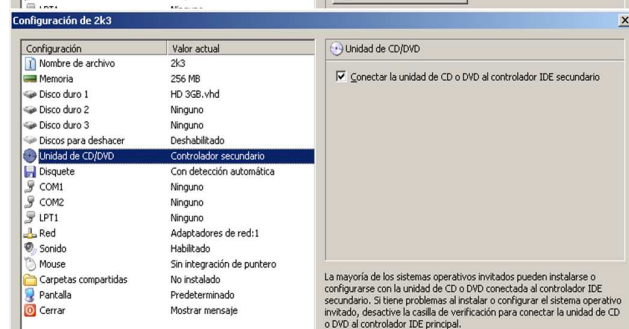 LPT1 Ninguno
Configuración de 2k3
Configuración Valor actual
Nombre de archivo 2k3
Memoria 256 MB
Disco duro 1 HD 3GB.vhd
Disco duro 2 Ninguno
Disco duro 3 Ninguno
Discos para deshacer Deshabilitado
Unidad de CD/DVD Controlador secundario
Disquete Con detección automática
COM1 Ninguno
COM2 Ninguno
LPT1 Ninguno
Red Adaptadores de red:1
Sonido Habilitado
Mouse Sin integración de puntero
Carpetas compartidas No instalado
Pantalla Predeterminado
Cerrar Mostrar mensaje
Unidad de CD/DVD
Conectar la unidad de CD o DVD al controlador IDE secundario
La mayoría de los sistemas operativos invitados pueden instalarse o
configurarse con la unidad de CD o DVD conectada al controlador IDE
secundario. Si tiene problemas al instalar o configurar el sistema operativo
invitado, desactive la casilla de verificación para conectar la unidad de CD
o DVD al controlador IDE principal.